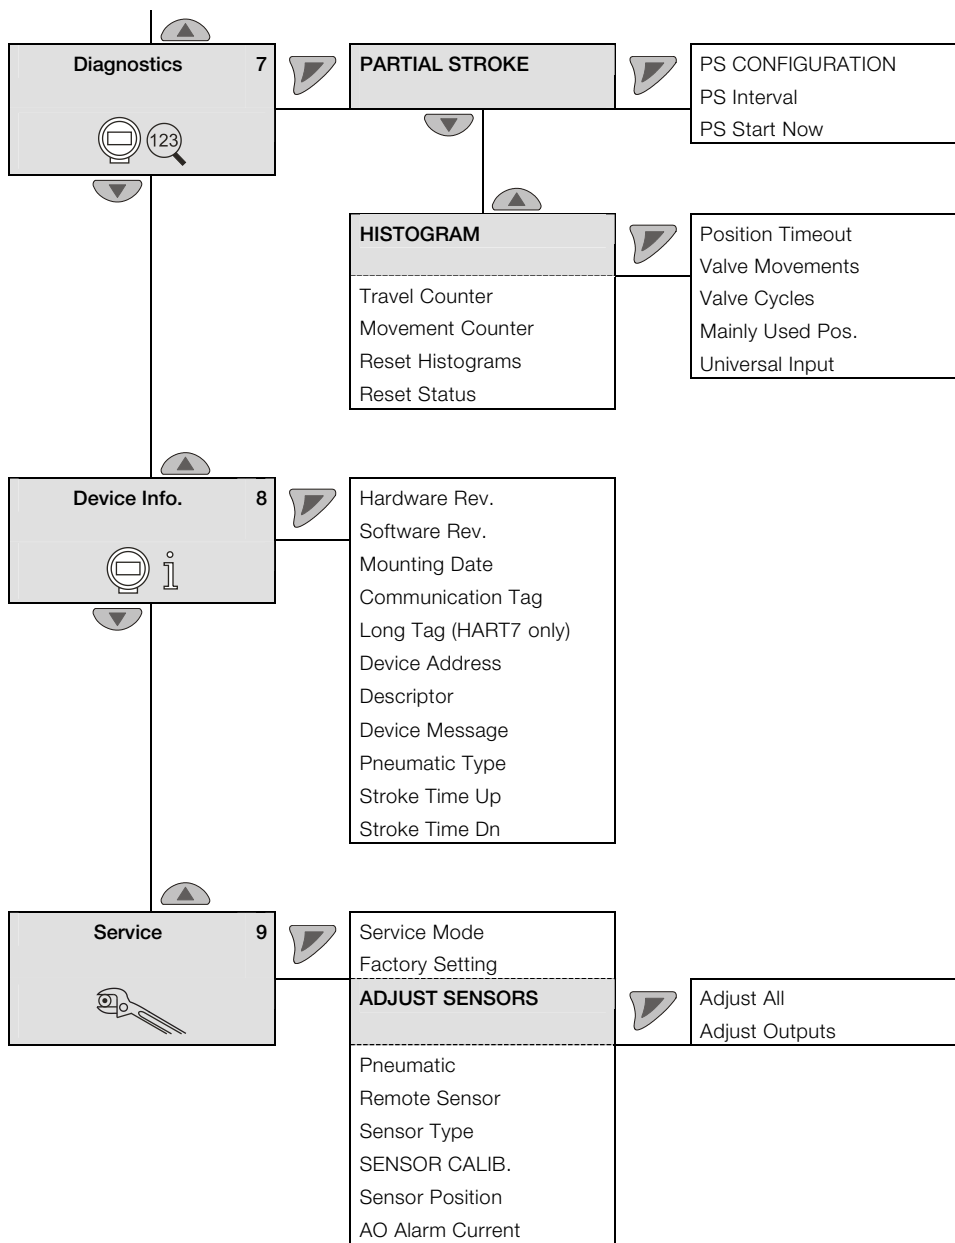 Diagnostics 7
123
PARTIAL STROKE
PS CONFIGURATION
PS Interval
PS Start Now
HISTOGRAM
Travel Counter
Movement Counter
Reset Histograms
Reset Status
Position Timeout
Valve Movements
Valve Cycles
Mainly Used Pos.
Universal Input
Device Info. 8
i
Hardware Rev.
Software Rev.
Mounting Date
Communication Tag
Long Tag (HART7 only)
Device Address
Descriptor
Device Message
Pneumatic Type
Stroke Time Up
Stroke Time Dn
Service 9
Service Mode
Factory Setting
ADJUST SENSORS
Adjust All
Adjust Outputs
Pneumatic
Remote Sensor
Sensor Type
SENSOR CALIB.
Sensor Position
AO Alarm Current